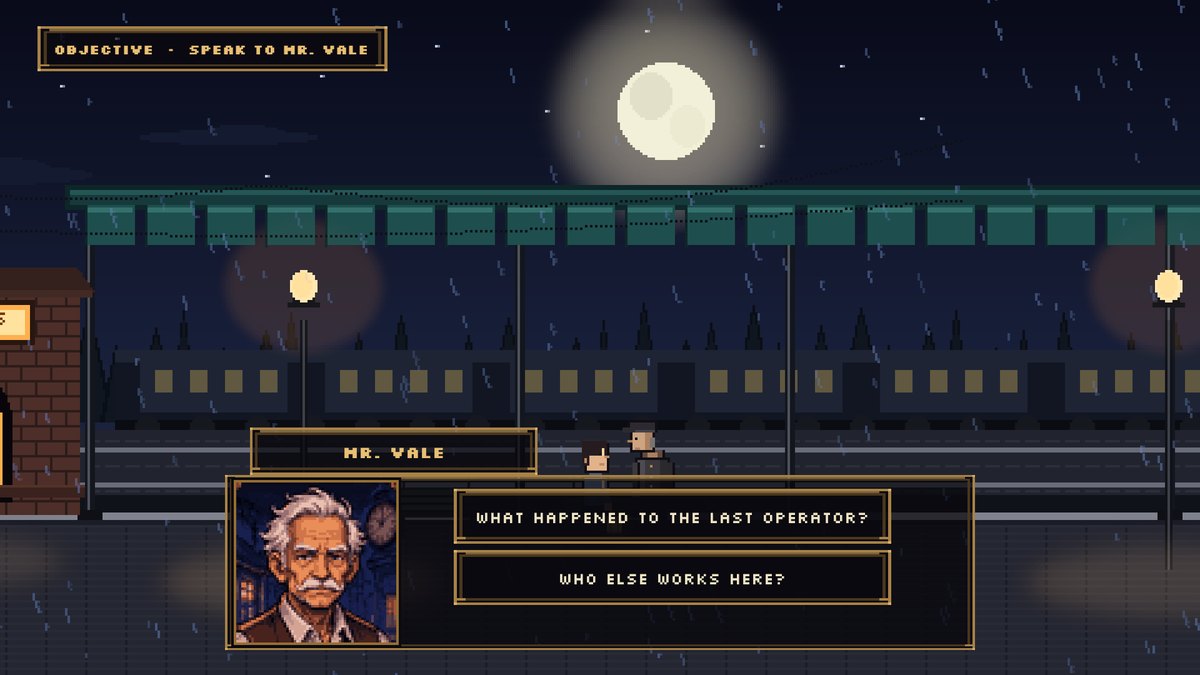 OBJECTIVE - SPEAK TO MR. VALE
MR. VALE
WHAT HAPPENED TO THE LAST OPERATOR?
WHO ELSE WORKS HERE?